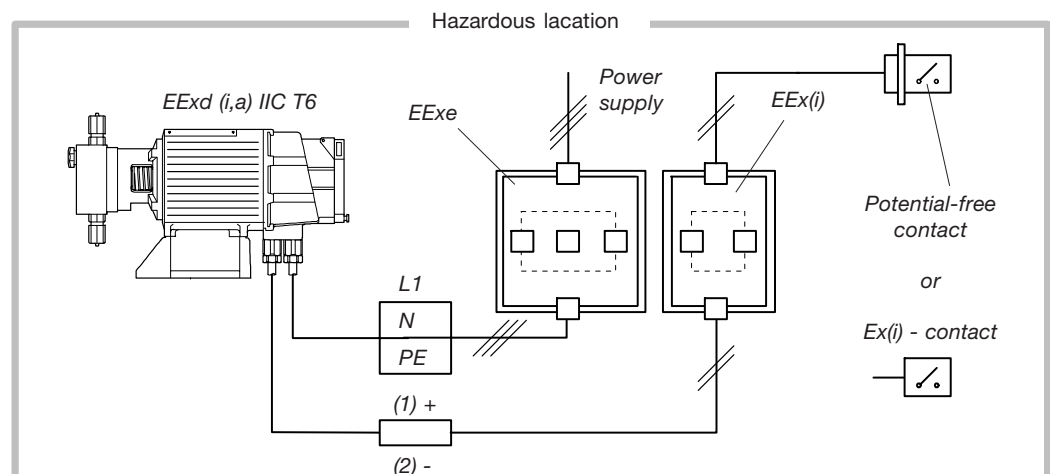 Hazardous lacation
EExd (i,a) IIC T6
EExe
Power
supply
EEx(i)
Potential-free
contact
or
Ex(i) - contact
L1
N
PE
(1) +
(2) -